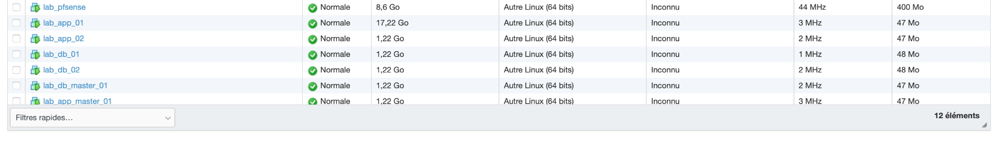 lab_pfsense Normale 8,6 Go Autre Linux (64 bits) Inconnu 44 MHz 400 Mo
lab_app_01 Normale 17,22 Go Autre Linux (64 bits) Inconnu 3 MHz 47 Mo
lab_app_02 Normale 1,22 Go Autre Linux (64 bits) Inconnu 2 MHz 47 Mo
lab_db_01 Normale 1,22 Go Autre Linux (64 bits) Inconnu 1 MHz 48 Mo
lab_db_02 Normale 1,22 Go Autre Linux (64 bits) Inconnu 2 MHz 48 Mo
lab_db_master_01 Normale 1,22 Go Autre Linux (64 bits) Inconnu 2 MHz 47 Mo
lab_app_master_01 Normale 1,22 Go Autre Linux (64 bits) Inconnu 3 MHz 47 Mo
Filtres rapides... 12 éléments